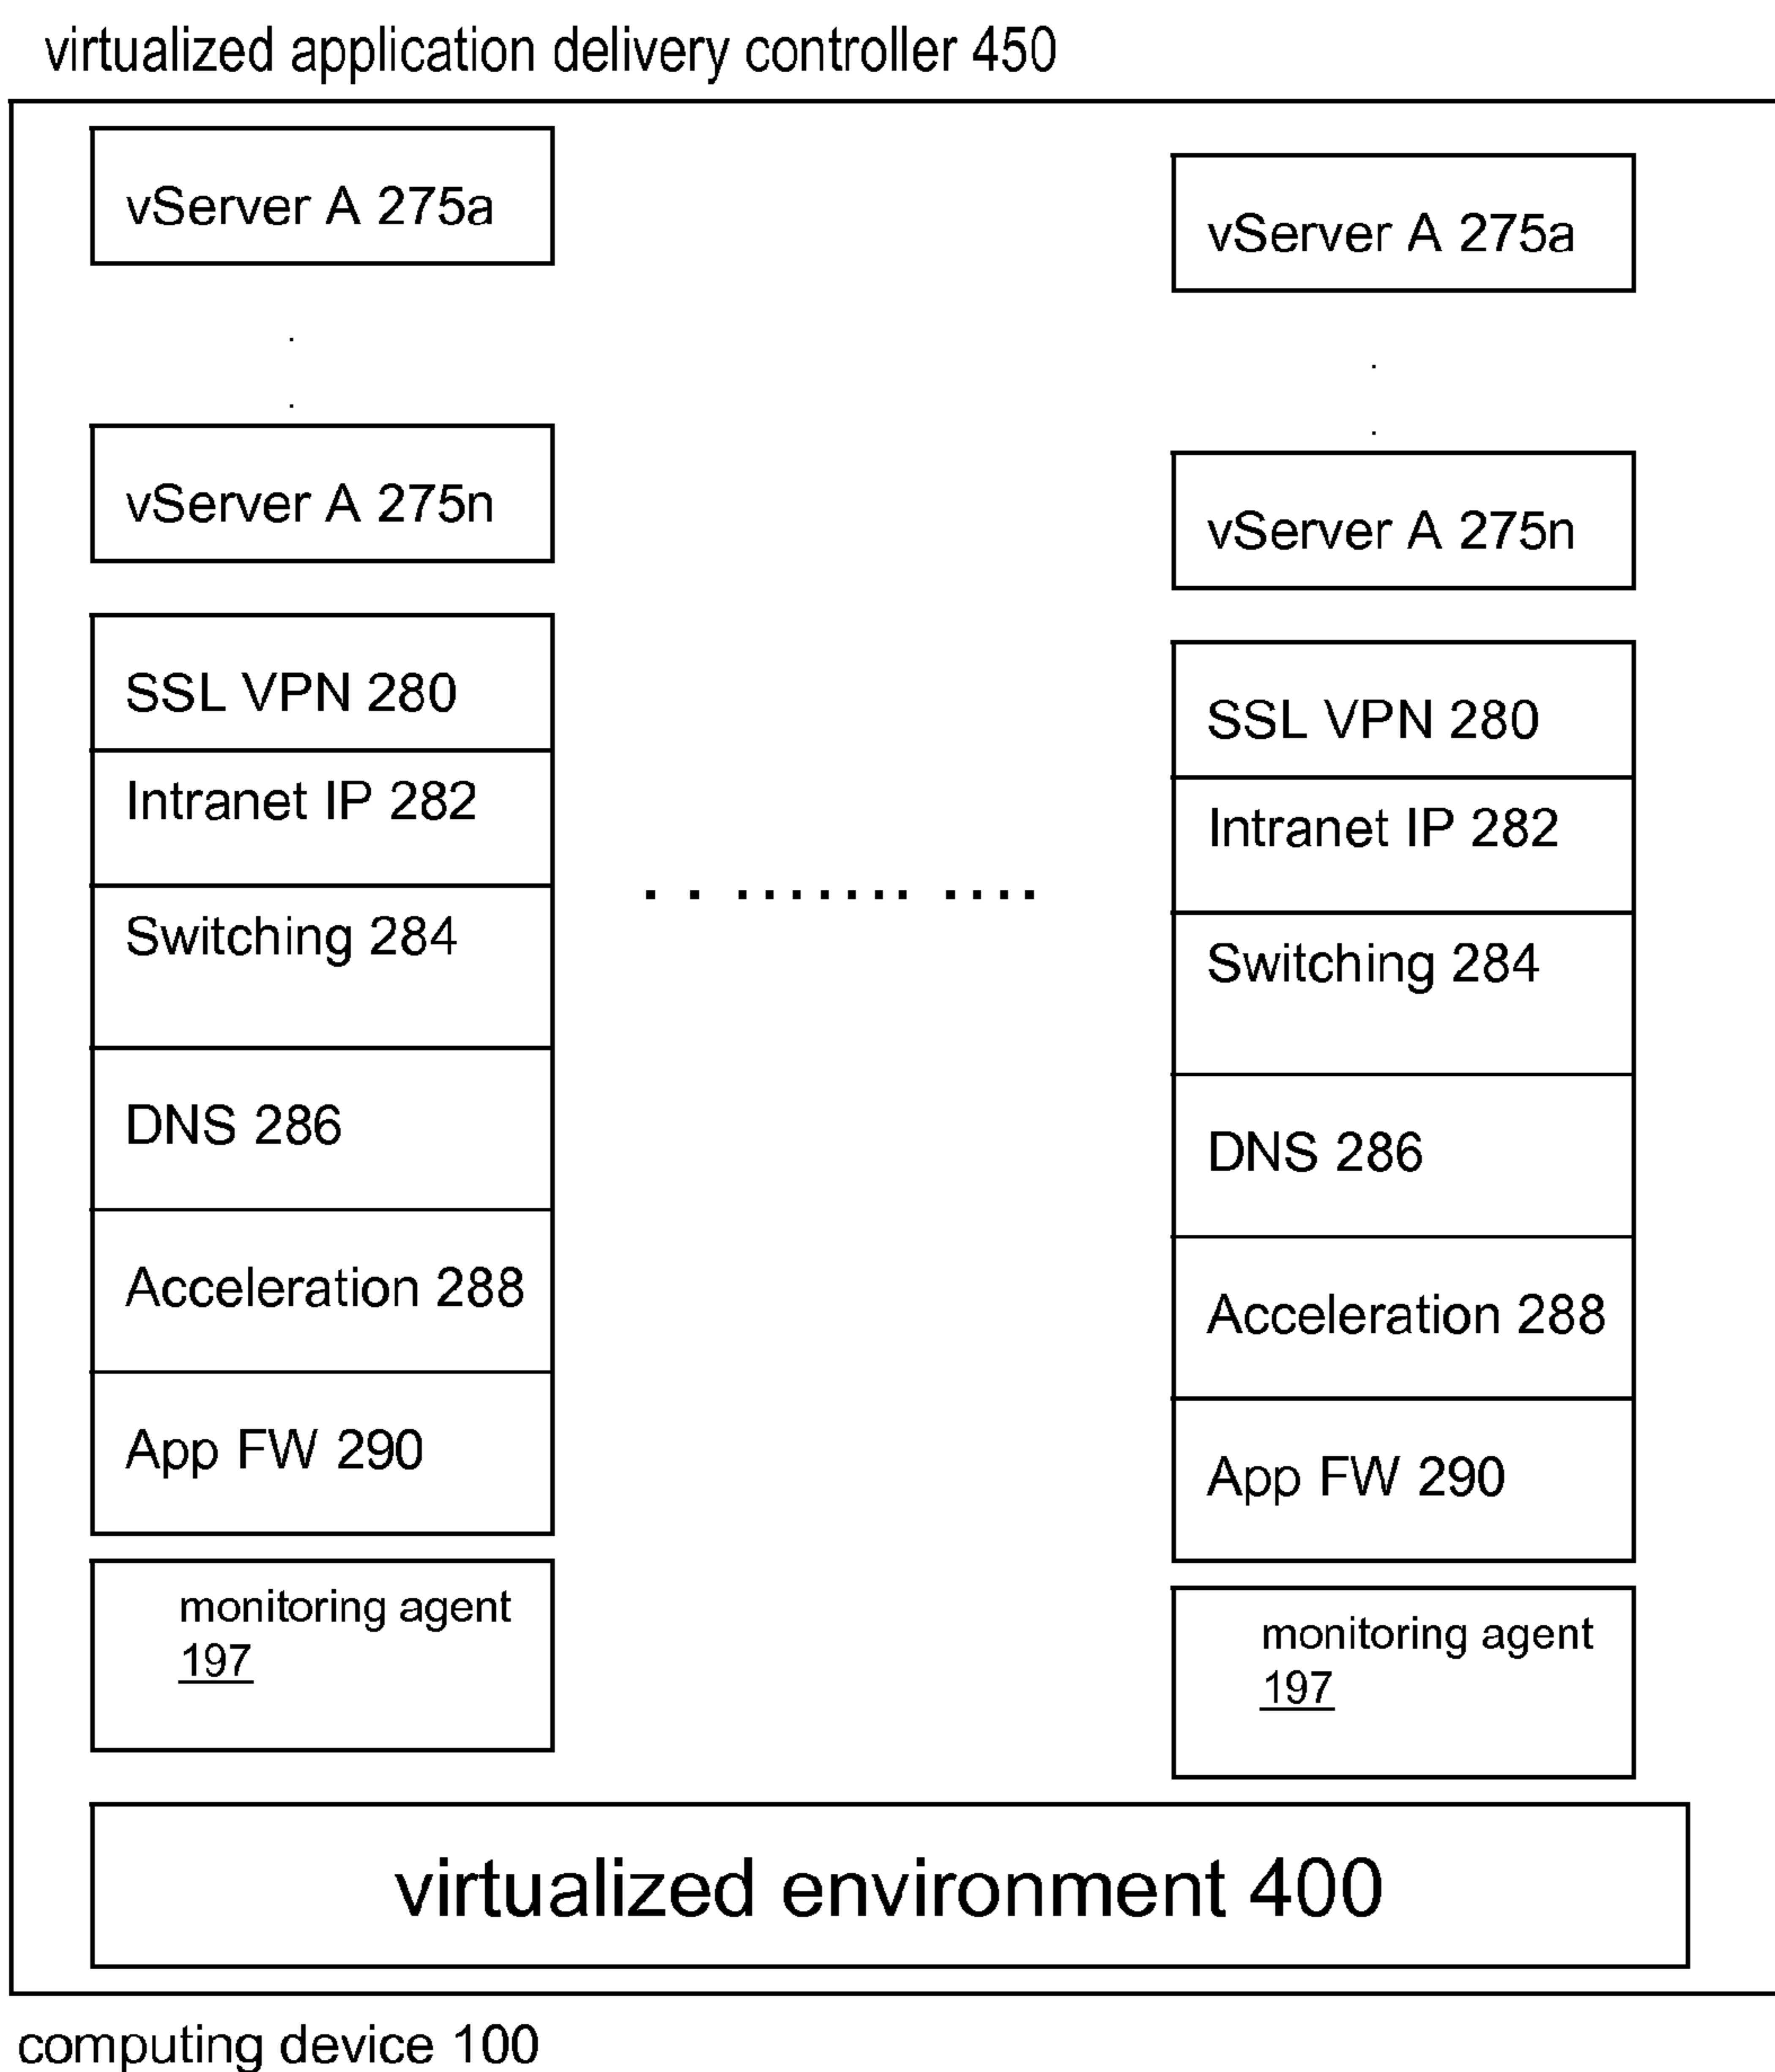 virtualized application delivery controller 450
vServer A 275a
vServer A 275n
SSL VPN 280
Intranet IP 282
Switching 284
DNS 286
Acceleration 288
App FW 290
monitoring agent
197
vServer A 275a
vServer A 275n
SSL VPN 280
Intranet IP 282
Switching 284
DNS 286
Acceleration 288
App FW 290
monitoring agent
197
virtualized environment 400
computing device 100